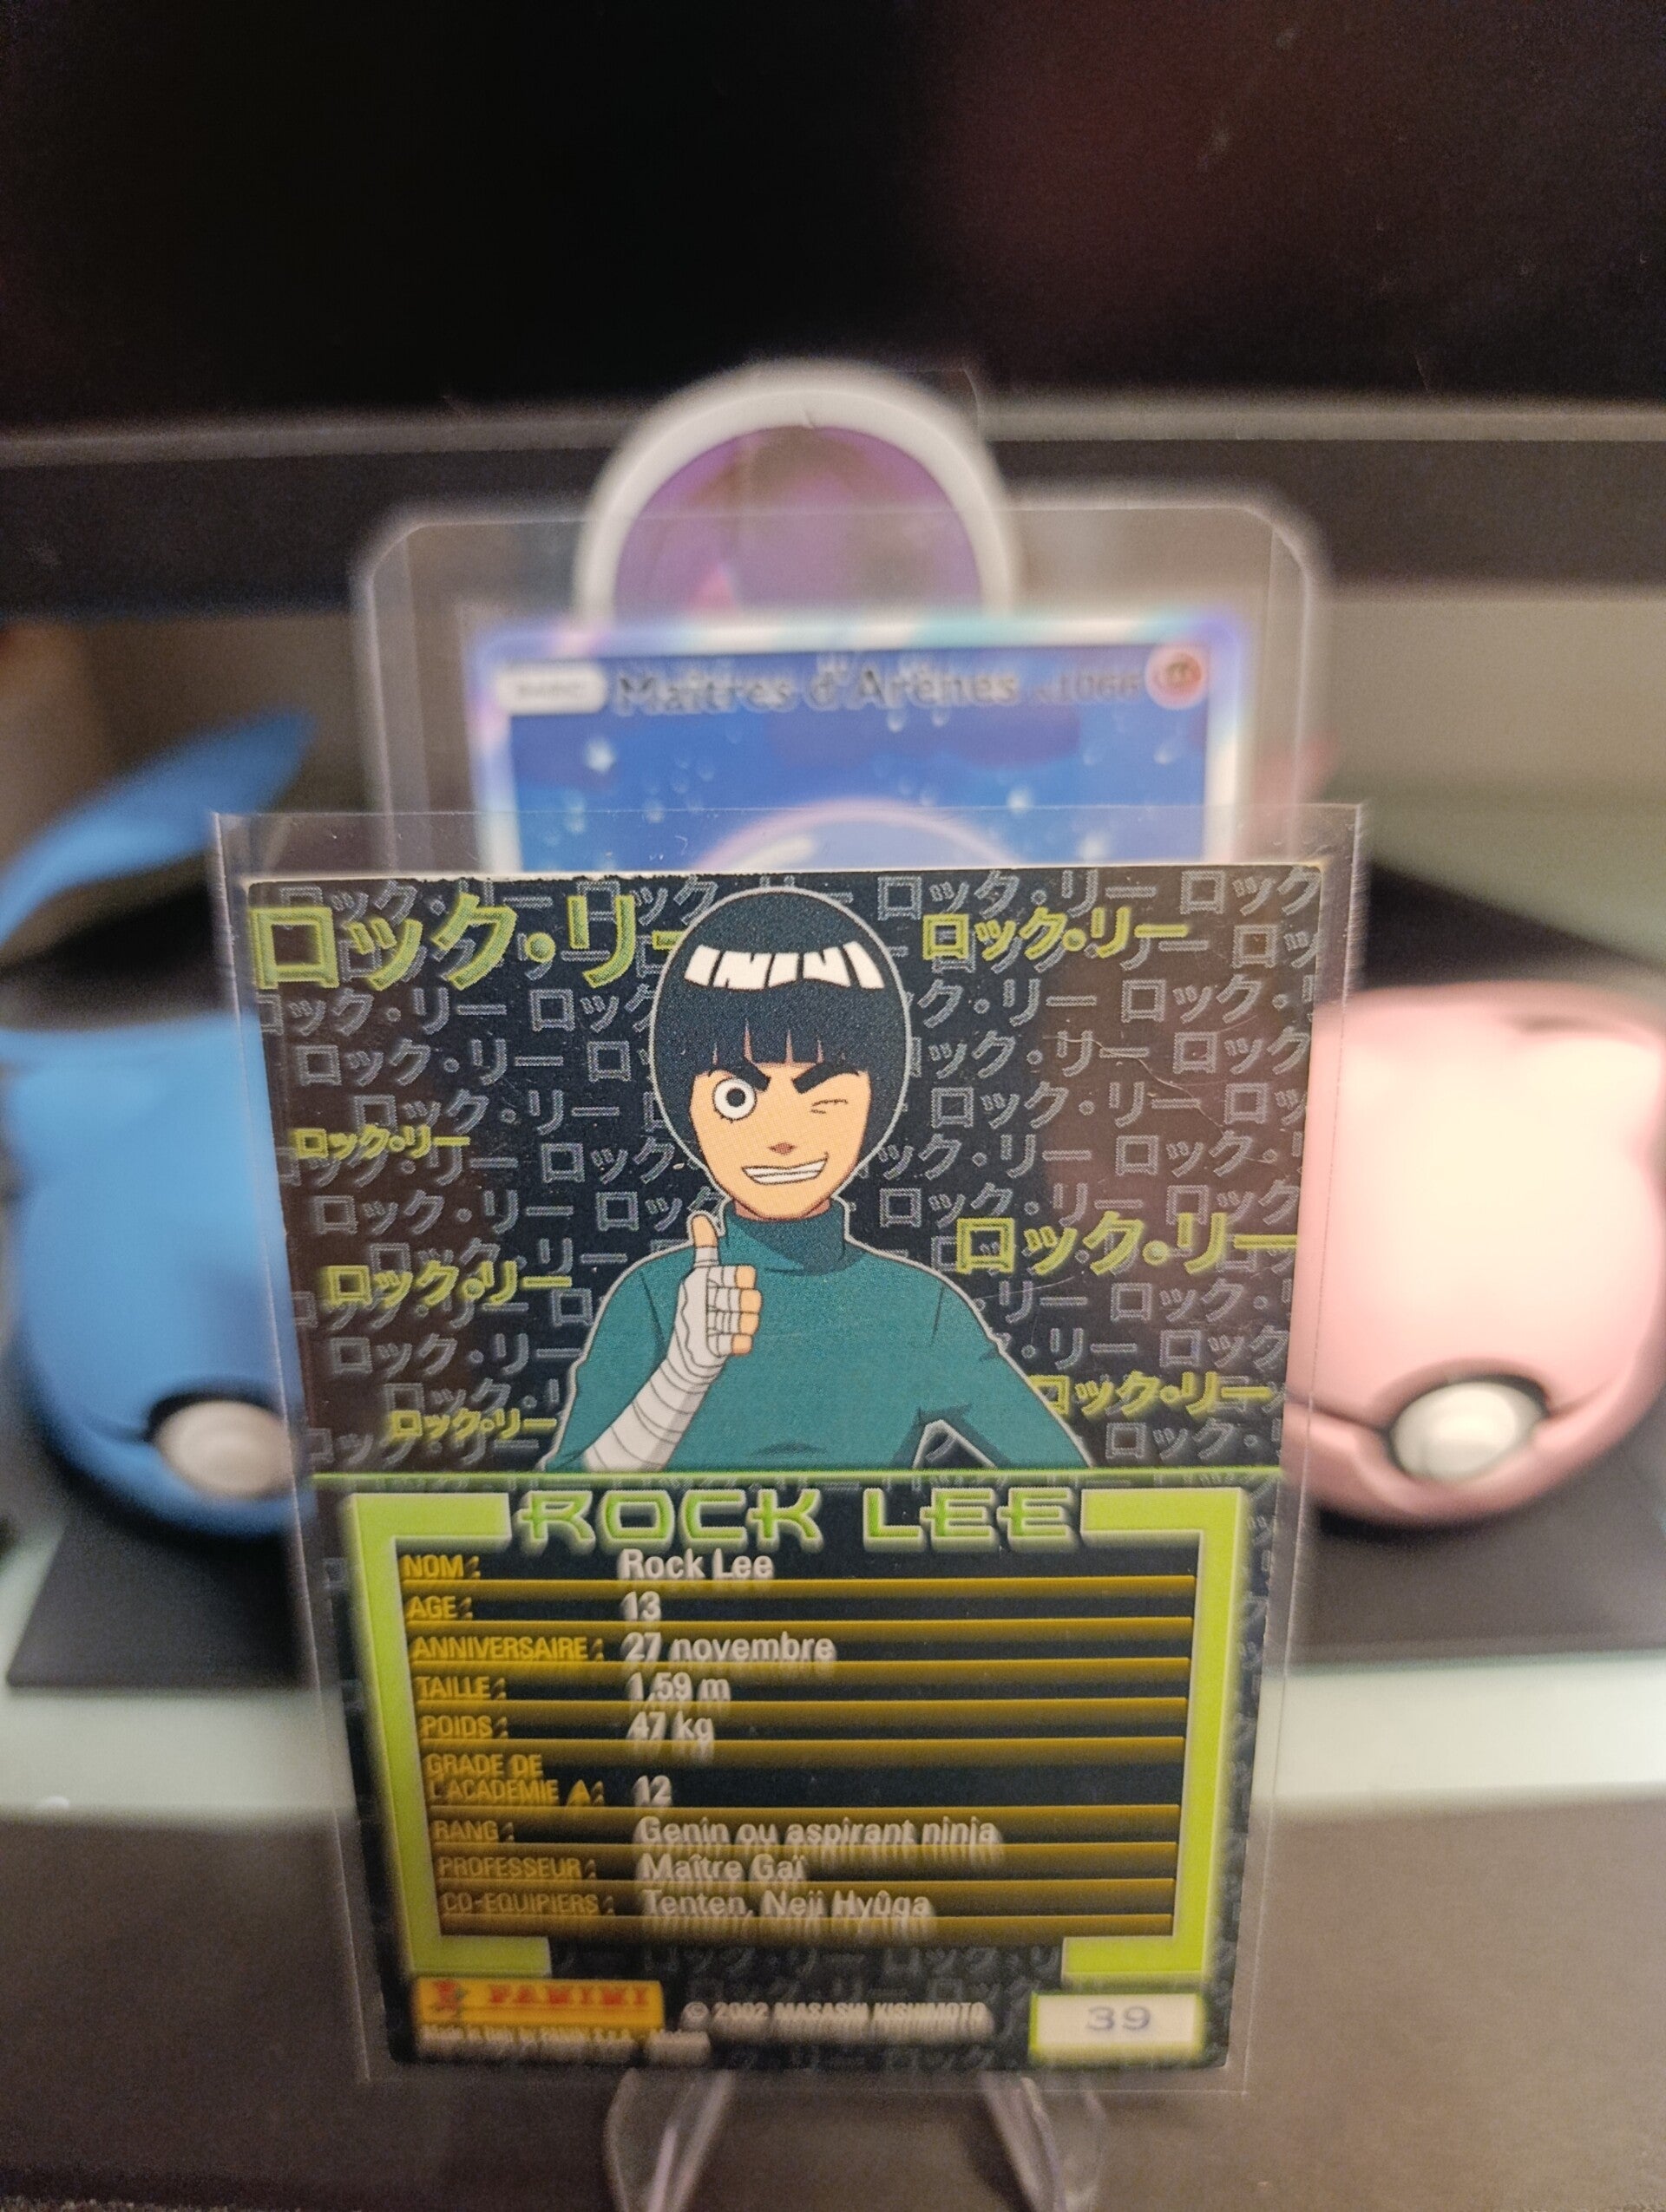 Maîtres d'Arènes
ロック・リー
ロック・リー
ロック・リー
ロック・リー
ロック・リー
ロック・リー
ロック・リー
ROCK LEE
NOM : Rock Lee
AGE : 13
ANNIVERSAIRE : 27 novembre
TAILLE : 1,59 m
POIDS : 47 kg
GRADE DE
L'ACADEMIE : 12
RANG : Genin ou aspirant ninja
PROFESSEUR : Maître Gaï
CO-EQUIPIERS : Tenten, Neji Hyûga
PANINI
© 2002 MASASHI KISHIMOTO
39